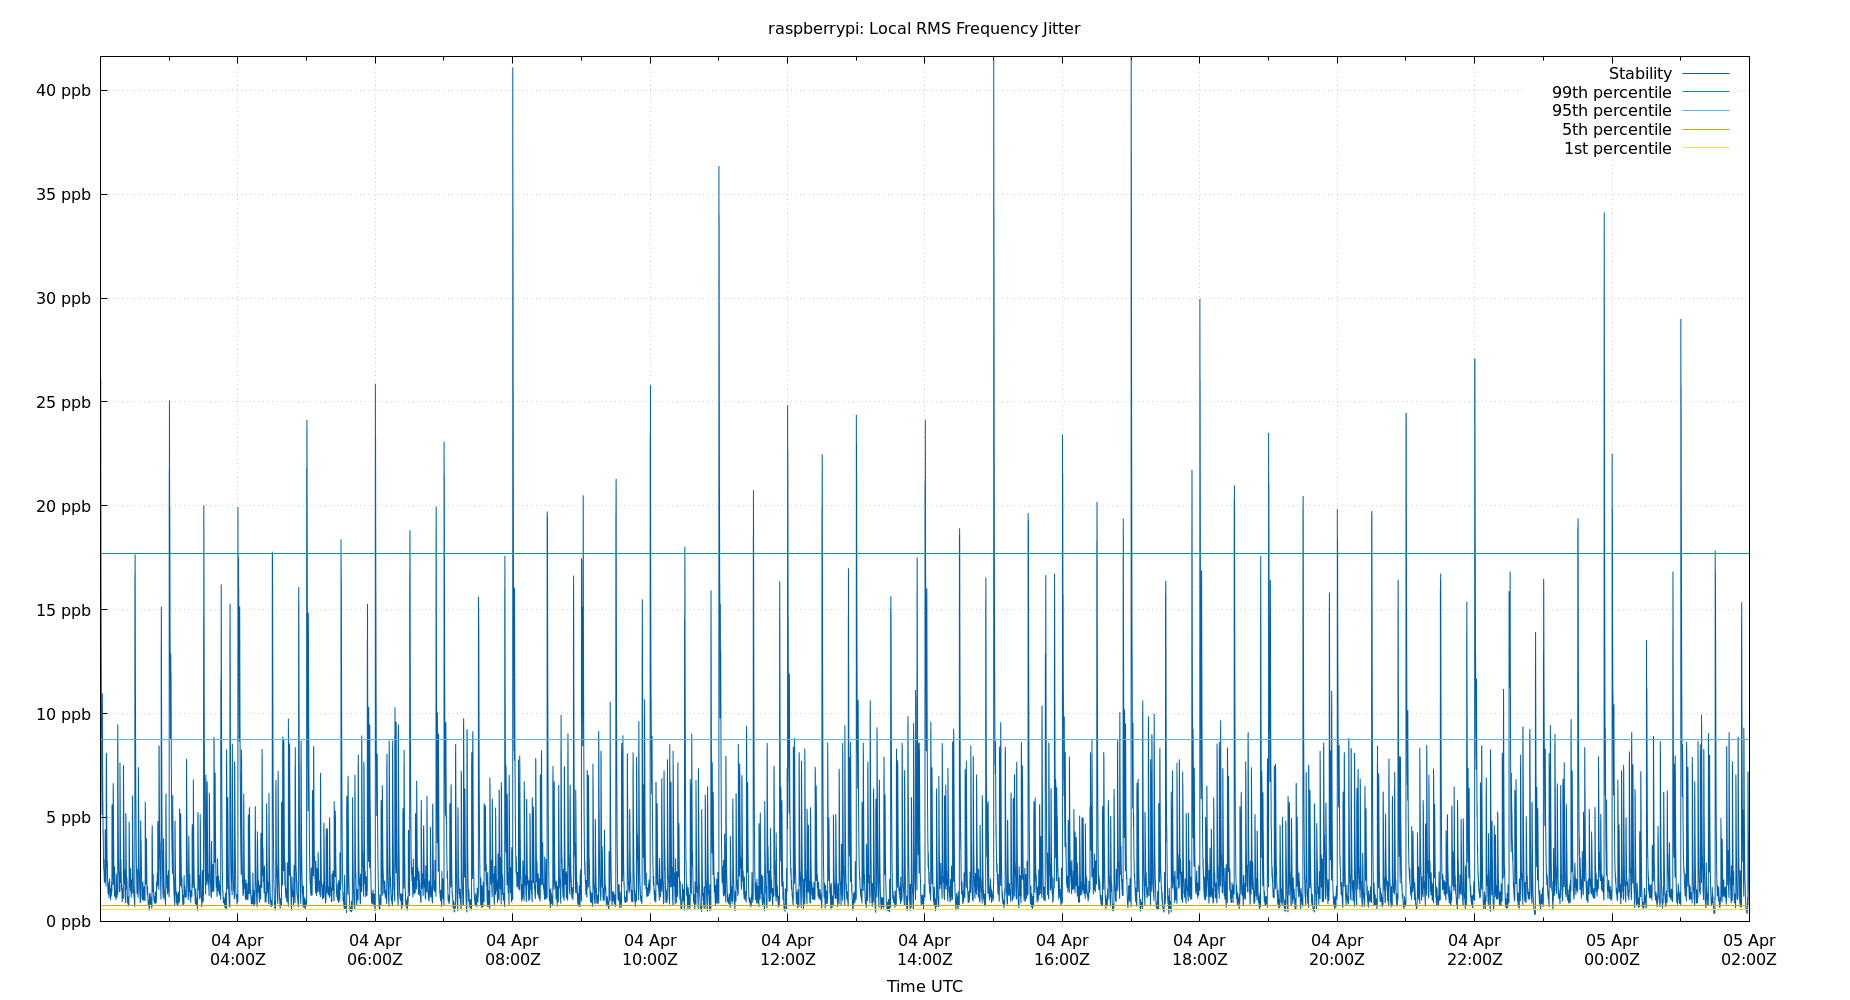 raspberrypi: Local RMS Frequency Jitter
Stability
99th percentile
95th percentile
5th percentile
1st percentile
40 ppb
35 ppb
30 ppb
25 ppb
20 ppb
15 ppb
10 ppb
5 ppb
0 ppb
04 Apr 04 Apr 04 Apr 04 Apr 04 Apr 04 Apr 04 Apr 04 Apr 04 Apr 04 Apr 05 Apr 05 Apr
04:00Z 06:00Z 08:00Z 10:00Z 12:00Z 14:00Z 16:00Z 18:00Z 20:00Z 22:00Z 00:00Z 02:00Z
Time UTC